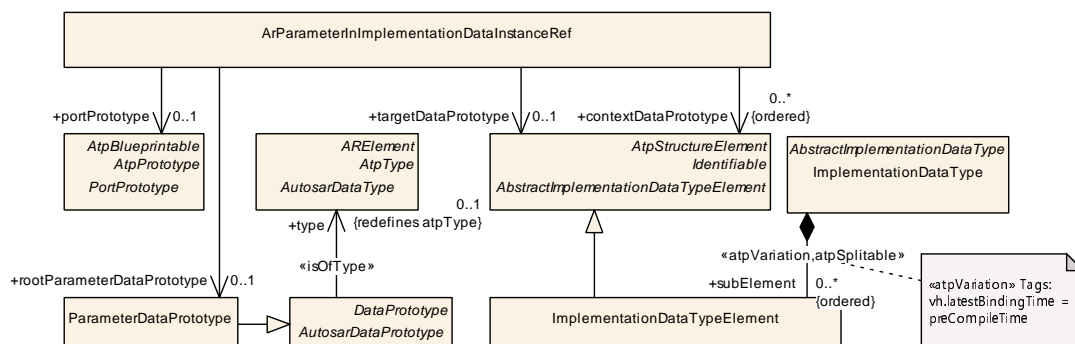 ArParameterInImplementationDataInstanceRef
+portPrototype
0..1
+targetDataPrototype
0..1
+contextDataPrototype
0..*
{ordered}
AtpBlueprintable
AtpPrototype
PortPrototype
ARElement
AtpType
AutosarDataType
AtpStructureElement
Identifiable
AbstractImplementationDataTypeElement
AbstractImplementationDataType
ImplementationDataType
0..1
+type
{redefines atpType}
«isOfType»
«atpVariation,atpSplitable»
+rootParameterDataPrototype
0..1
+subElement
0..*
{ordered}
«atpVariation» Tags:
vh.latestBindingTime =
preCompileTime
ParameterDataPrototype
DataPrototype
AutosarDataPrototype
ImplementationDataTypeElement